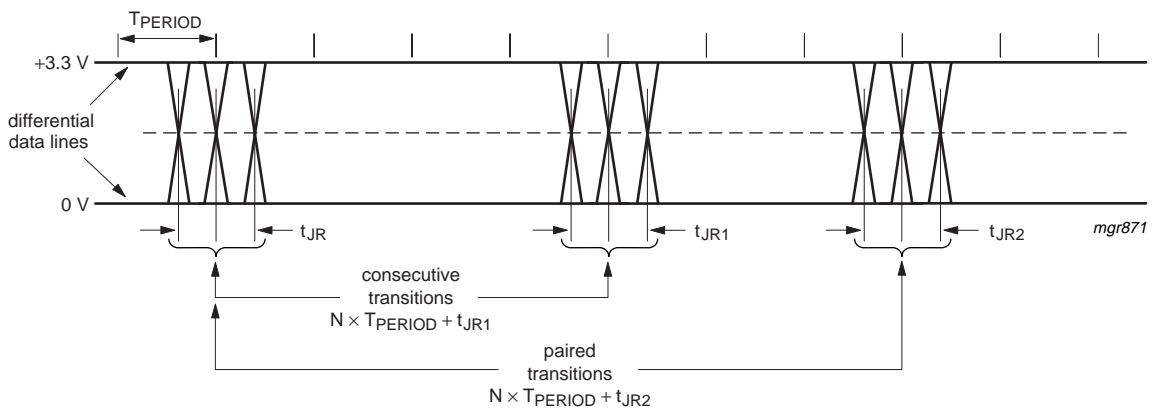 TPERIOD
+3.3 V
differential
data lines
0 V
tJR
tJR1
tJR2
mgr871
consecutive
transitions
N × TPERIOD + tJR1
paired
transitions
N × TPERIOD + tJR2